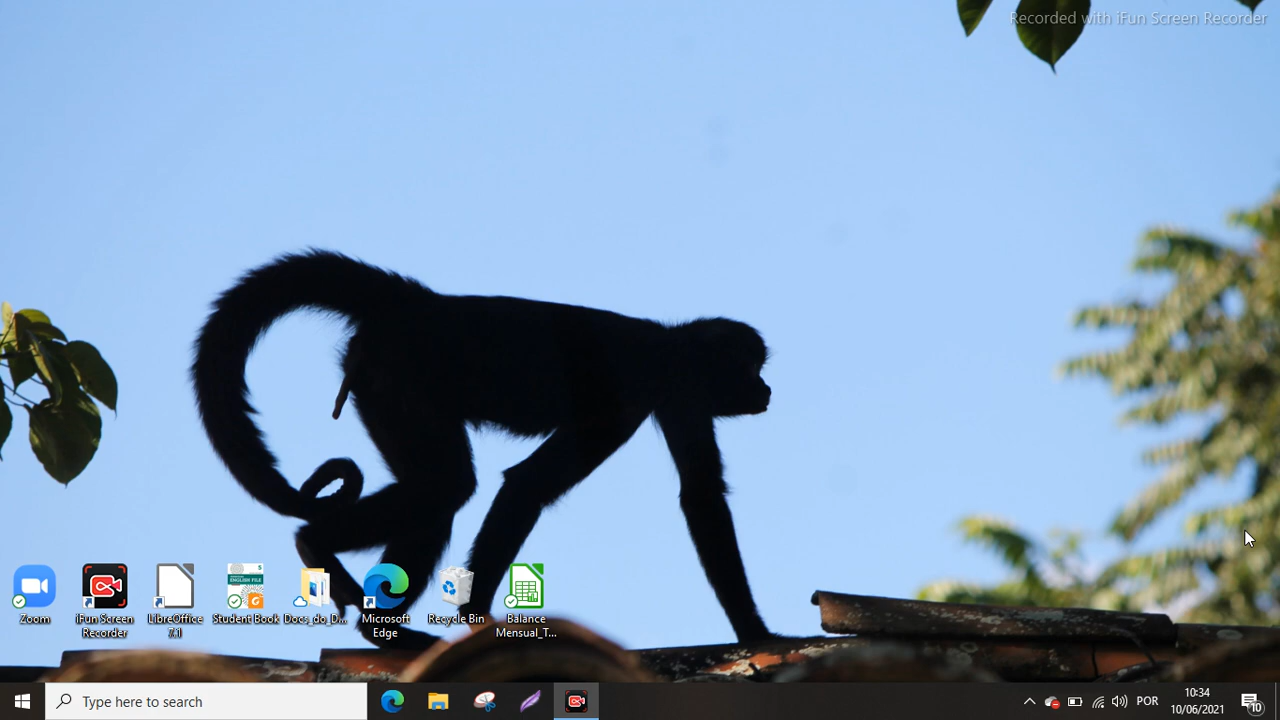 Recorded with iFun Screen Recorder
Zoom
iFun Screen
Recorder
LibreOffice
7.1
Student Book
Docs_do_D...
Microsoft
Edge
Recycle Bin
Balance
Mensual_T...
Type here to search
POR
10:34
10/06/2021
10